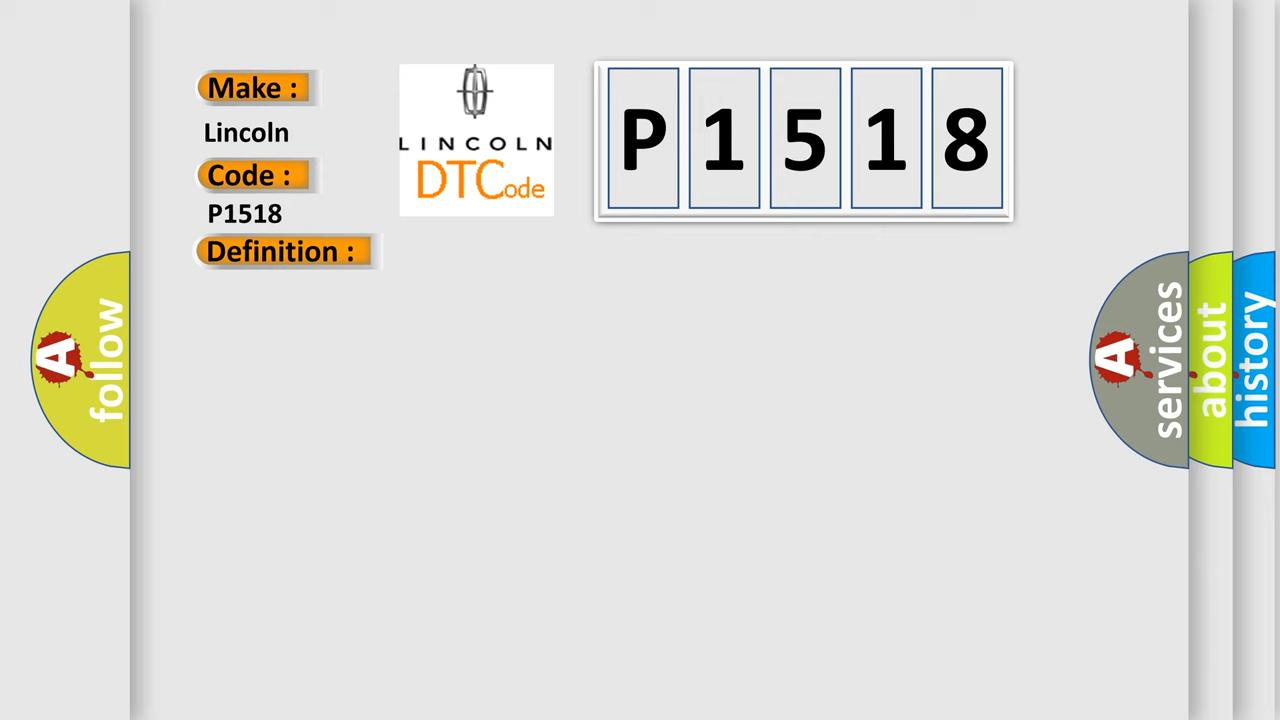 Make :
Lincoln
Code :
P1518
Definition :
LINCOLN
DTCode
P 1 5 1 8
A follow
A services
about
history